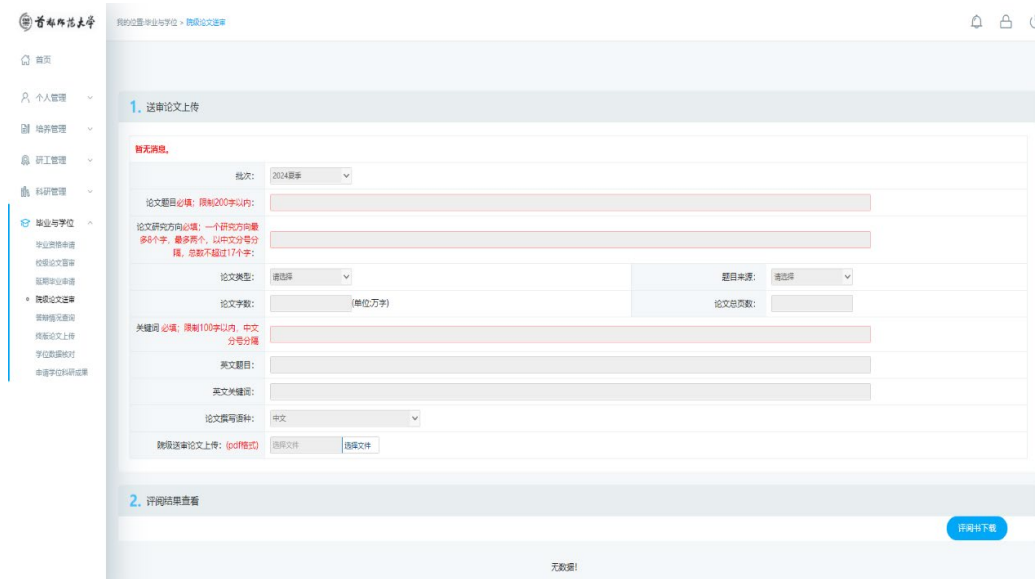 首都师范大学
我的位置:毕业与学位 > 院级论文送审
首页
个人管理
培养管理
研工管理
科研管理
毕业与学位
毕业资格申请
校级论文盲审
延期毕业申请
院级论文送审
答辩情况查询
终版论文上传
学位数据核对
申请学位科研成果
1. 送审论文上传
暂无消息。
批次: 2024夏季
论文题目必填; 限制200字以内:
论文研究方向必填; 一个研究方向最
多8个字, 最多两个, 以中文分号分
隔, 总数不超过17个字:
论文类型: 请选择 题目来源: 请选择
论文字数: (单位:万字) 论文总页数:
关键词 必填; 限制100字以内, 中文
分号分隔
英文题目:
英文关键词:
论文撰写语种: 中文
院级送审论文上传: (pdf格式) 选择文件 选择文件
2. 评阅结果查看
评阅书下载
无数据!